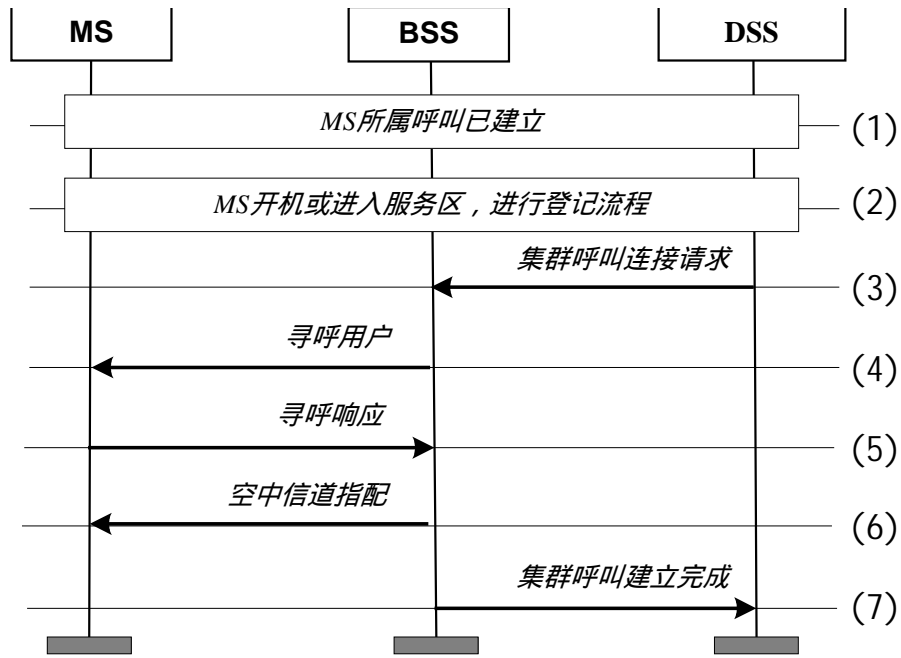 MS
BSS
DSS
MS所属呼叫已建立
(1)
MS开机或进入服务区，进行登记流程
(2)
集群呼叫连接请求
(3)
寻呼用户
(4)
寻呼响应
(5)
空中信道指配
(6)
集群呼叫建立完成
(7)